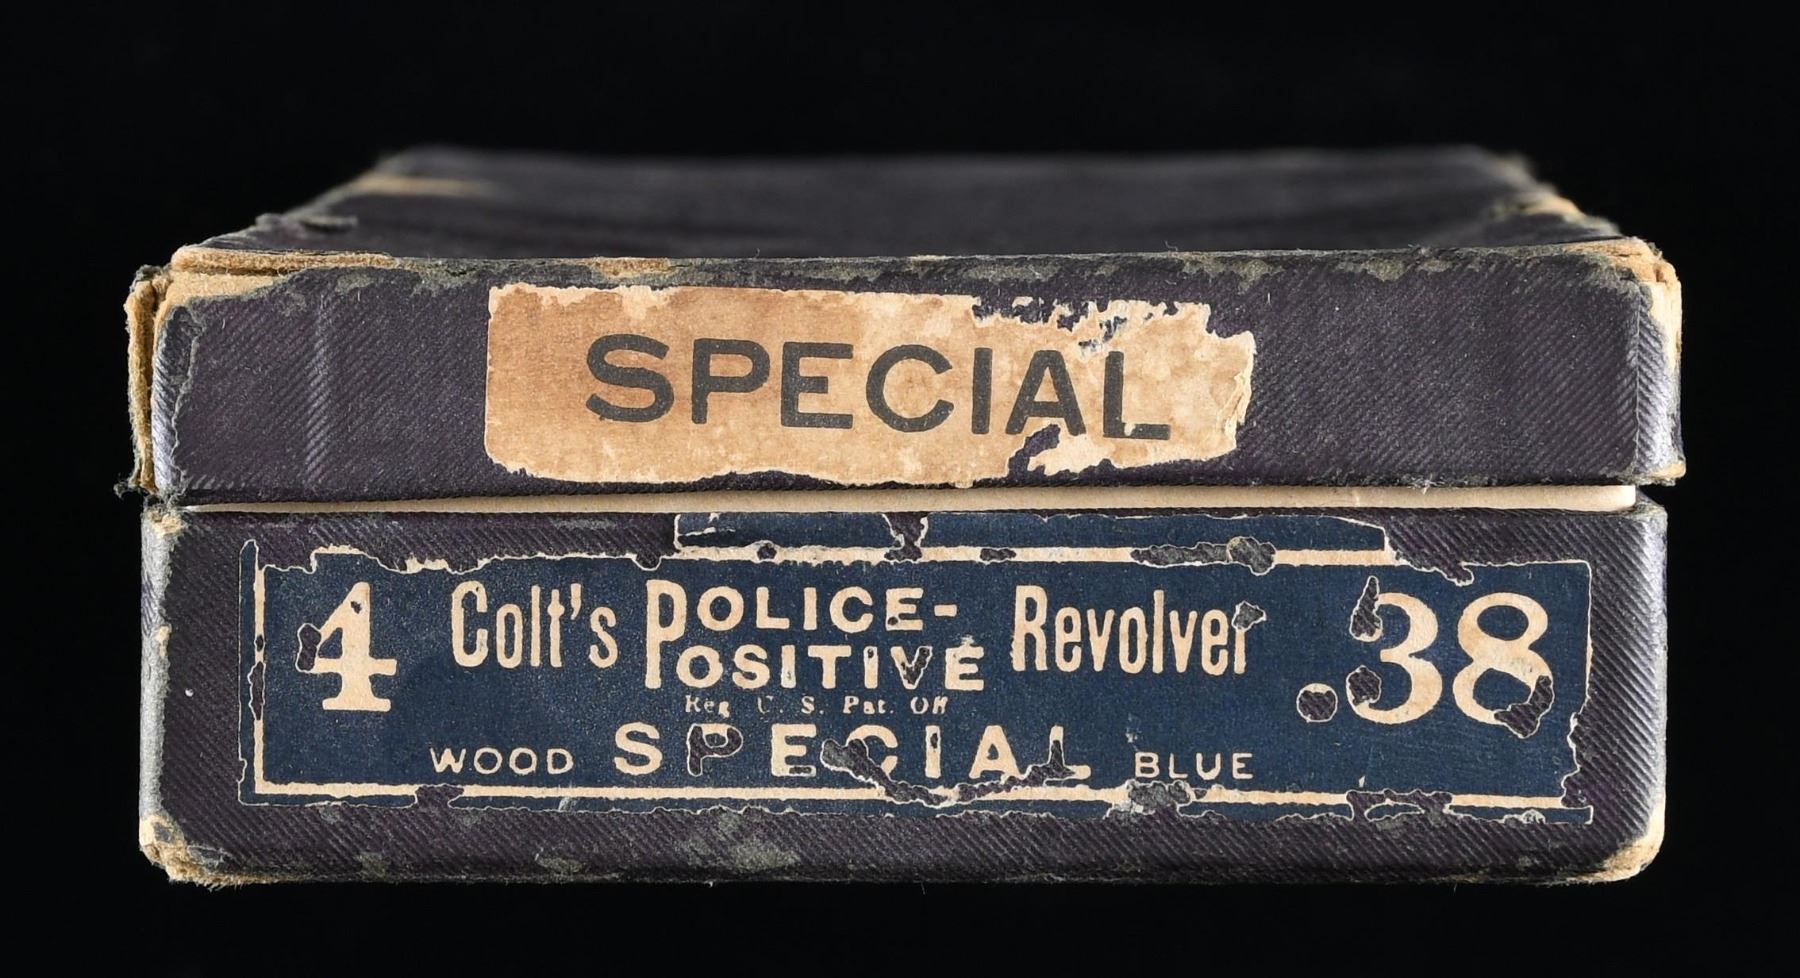 SPECIAL
4 Colt's POLICE-POSITIVE Revolver .38
Reg U. S. Pat. Off
WOOD SPECIAL BLUE